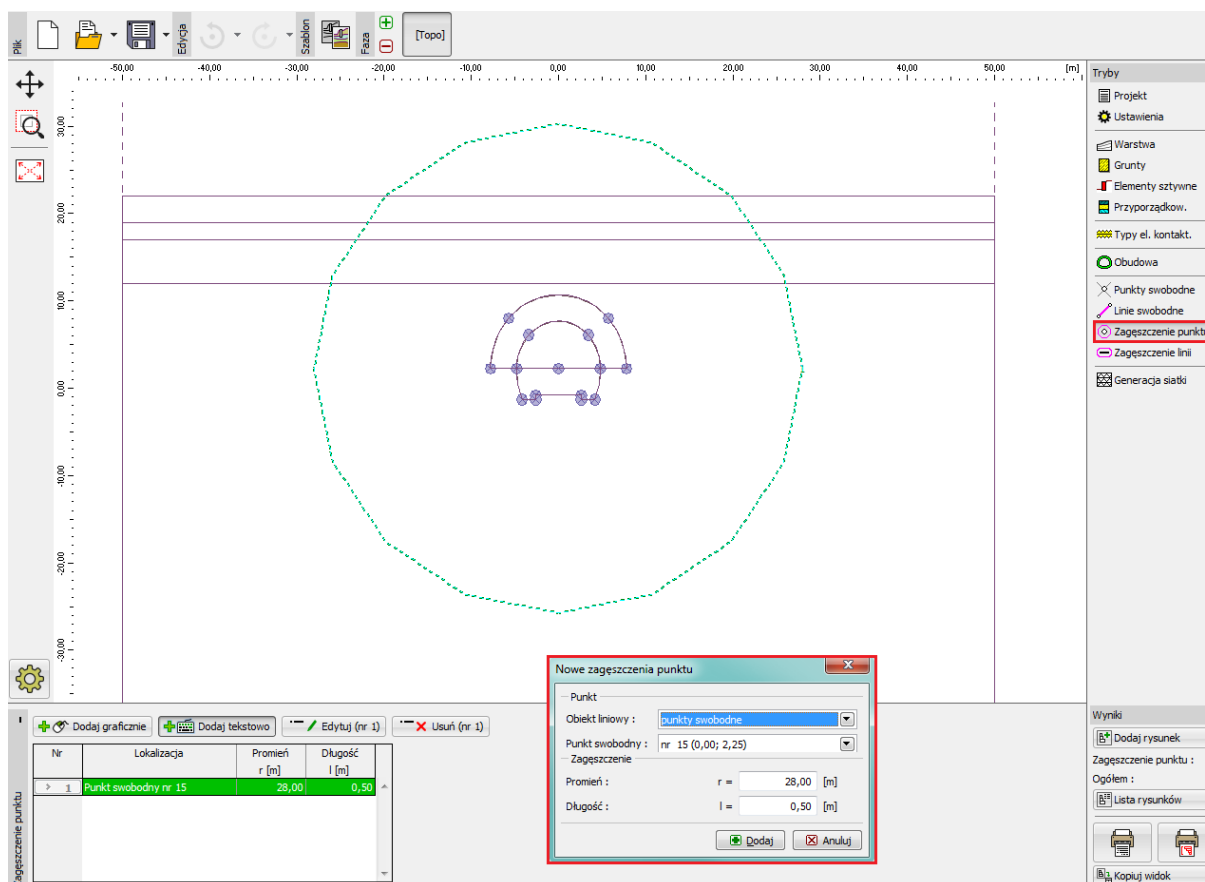 Plik
Edycja
Szablon
Faza
[Topo]
-50,00 -40,00 -30,00 -20,00 -10,00 0,00 10,00 20,00 30,00 40,00 50,00 [m]
30,00
20,00
10,00
0,00
-10,00
-20,00
-30,00
Tryby
Projekt
Ustawienia
Warstwa
Grunty
Elementy sztywne
Przyporządkow.
Typy el. kontakt.
Obudowa
Punkty swobodne
Linie swobodne
Zagęszczenie punktu
Zagęszczenie linii
Generacja siatki
Nowe zagęszczenia punktu
Punkt
Obiekt liniowy : punkty swobodne
Punkt swobodny : nr 15 (0,00; 2,25)
Zagęszczenie
Promień : r = 28,00 [m]
Długość : l = 0,50 [m]
Dodaj Anuluj
Zagęszczenie punktu
Dodaj graficznie Dodaj tekstowo Edytuj (nr 1) Usuń (nr 1)
Nr Lokalizacja Promień Długość
r [m] l [m]
> 1 Punkt swobodny nr 15 28,00 0,50
Wyniki
Dodaj rysunek
Zagęszczenie punktu :
Ogółem :
Lista rysunków
Kopiuj widok